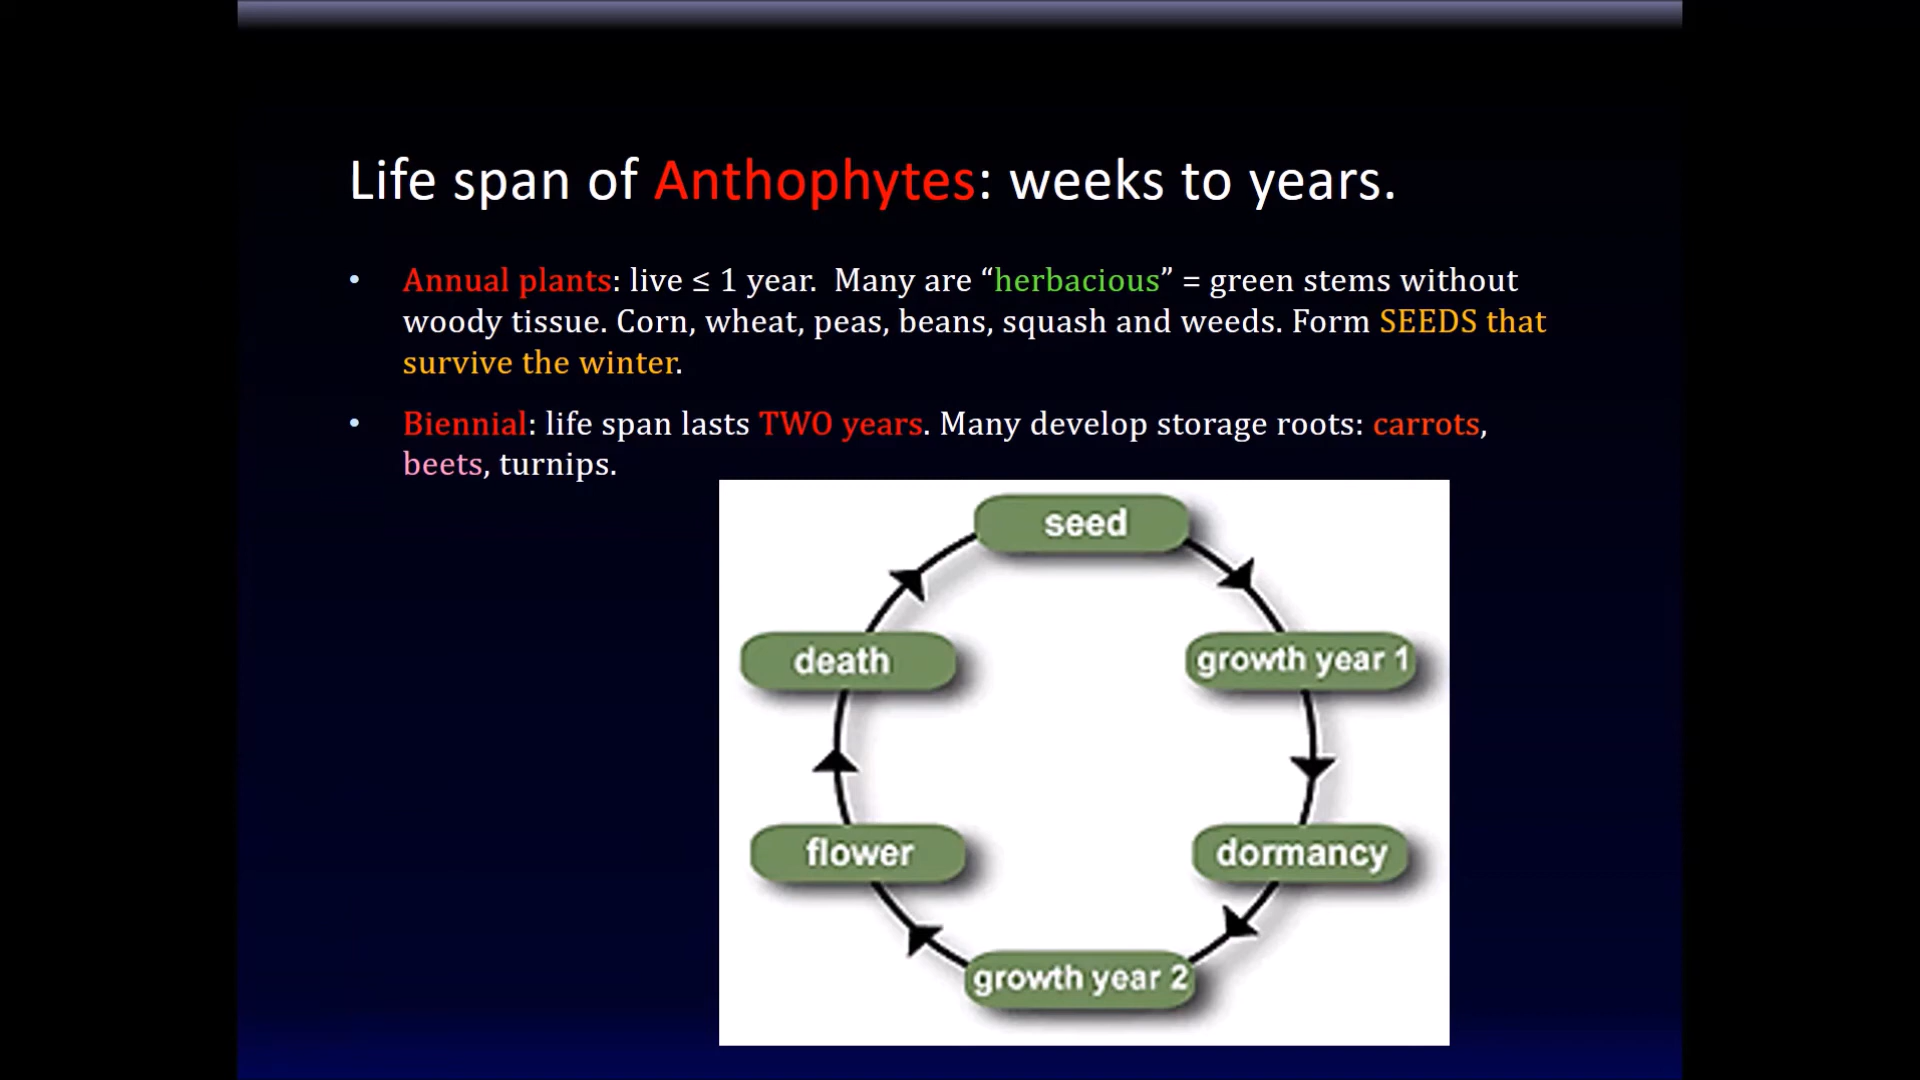 Life span of Anthophytes: weeks to years.
• Annual plants: live ≤ 1 year.  Many are “herbacious” = green stems without
woody tissue. Corn, wheat, peas, beans, squash and weeds. Form SEEDS that
survive the winter.
• Biennial: life span lasts TWO years. Many develop storage roots: carrots,
beets, turnips.
seed
growth year 1
dormancy
growth year 2
flower
death